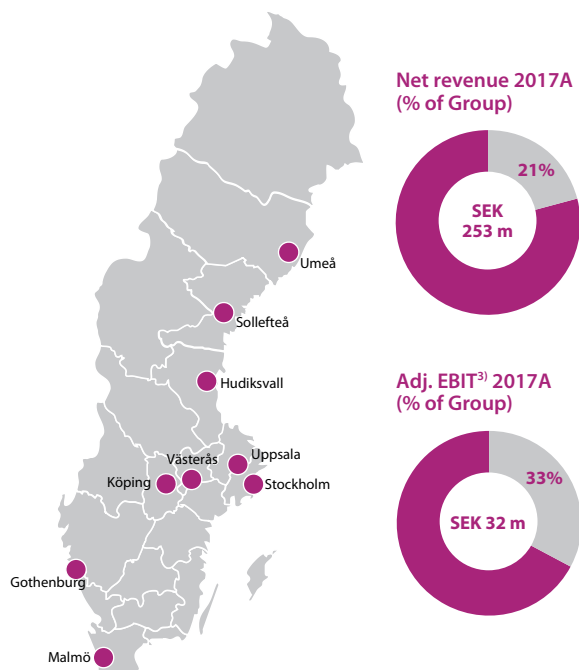 Net revenue 2017A
(% of Group)
21%
SEK
253 m
Umeå
Sollefteå
Hudiksvall
Adj. EBIT3) 2017A
(% of Group)
33%
SEK 32 m
Västerås
Uppsala
Köping
Stockholm
Gothenburg
Malmö